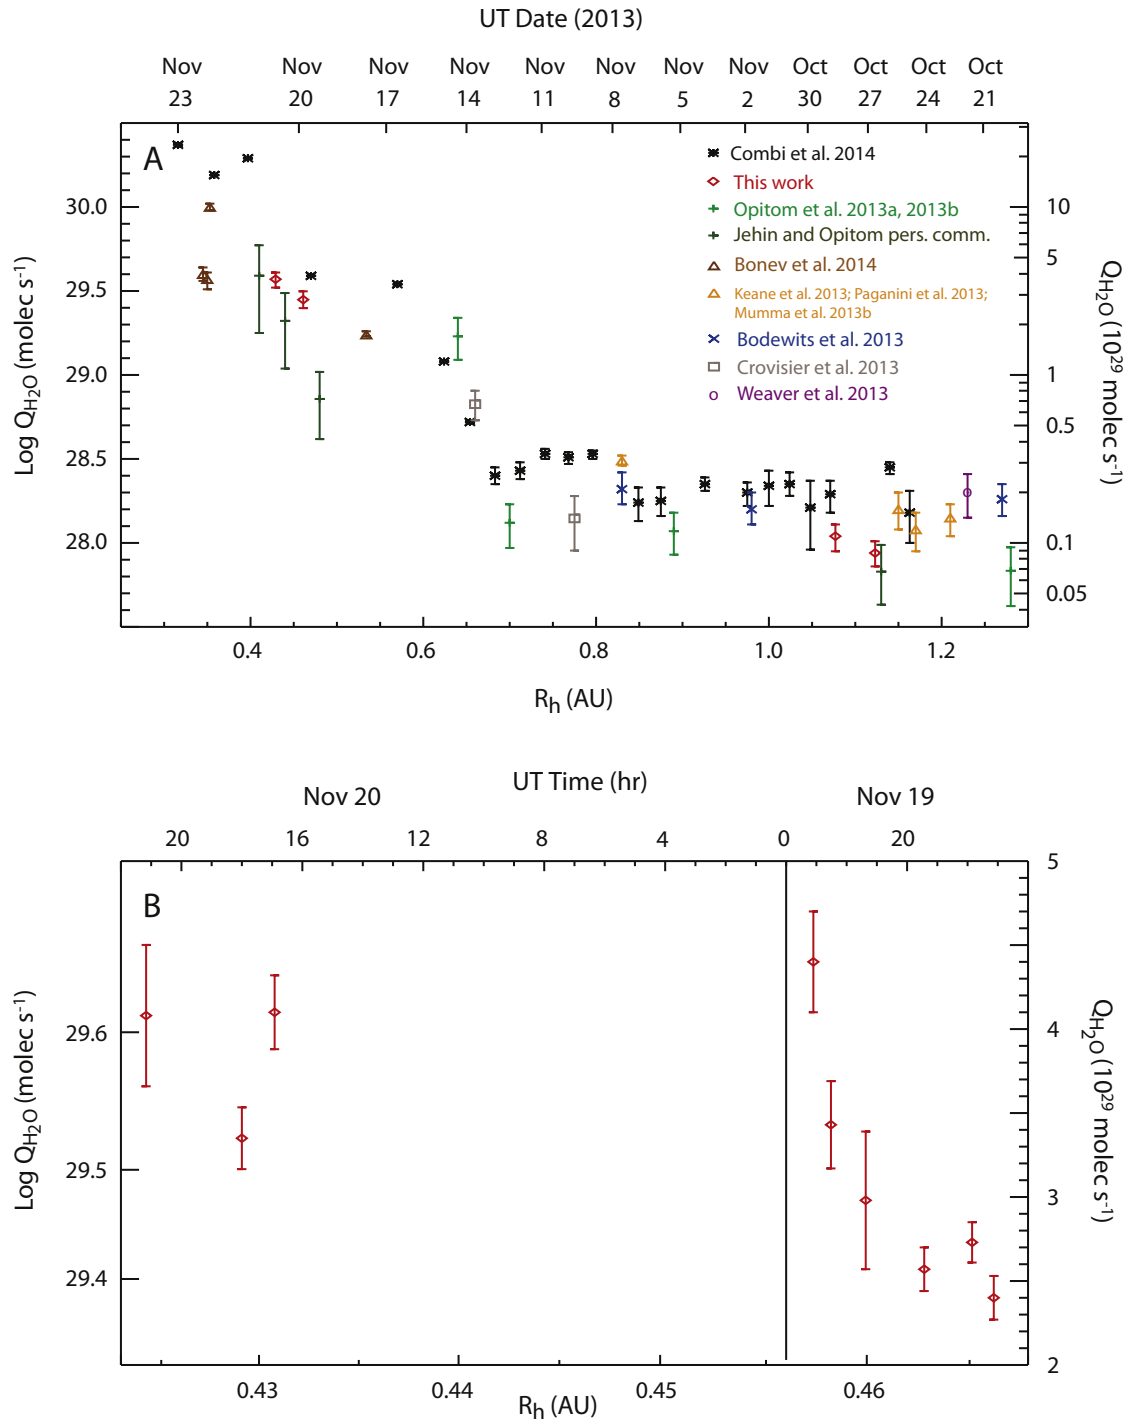 UT Date (2013)
Nov Nov Nov Nov Nov Nov Nov Nov Oct Oct Oct Oct
23 20 17 14 11 8 5 2 30 27 24 21
A
Combi et al. 2014
This work
Opitom et al. 2013a, 2013b
Jehin and Opitom pers. comm.
Bonev et al. 2014
Keane et al. 2013; Paganini et al. 2013;
Mumma et al. 2013b
Bodewits et al. 2013
Crovisier et al. 2013
Weaver et al. 2013
Log QH2O (molec s-1)
30.0
29.5
29.0
28.5
28.0
10
5
1
0.5
0.1
0.05
QH2O (10^29 molec s-1)
0.4 0.6 0.8 1.0 1.2
Rh (AU)
UT Time (hr)
Nov 20 Nov 19
20 16 12 8 4 0 20
B
Log QH2O (molec s-1)
29.6
29.5
29.4
5
4
3
2
QH2O (10^29 molec s-1)
0.43 0.44 0.45 0.46
Rh (AU)